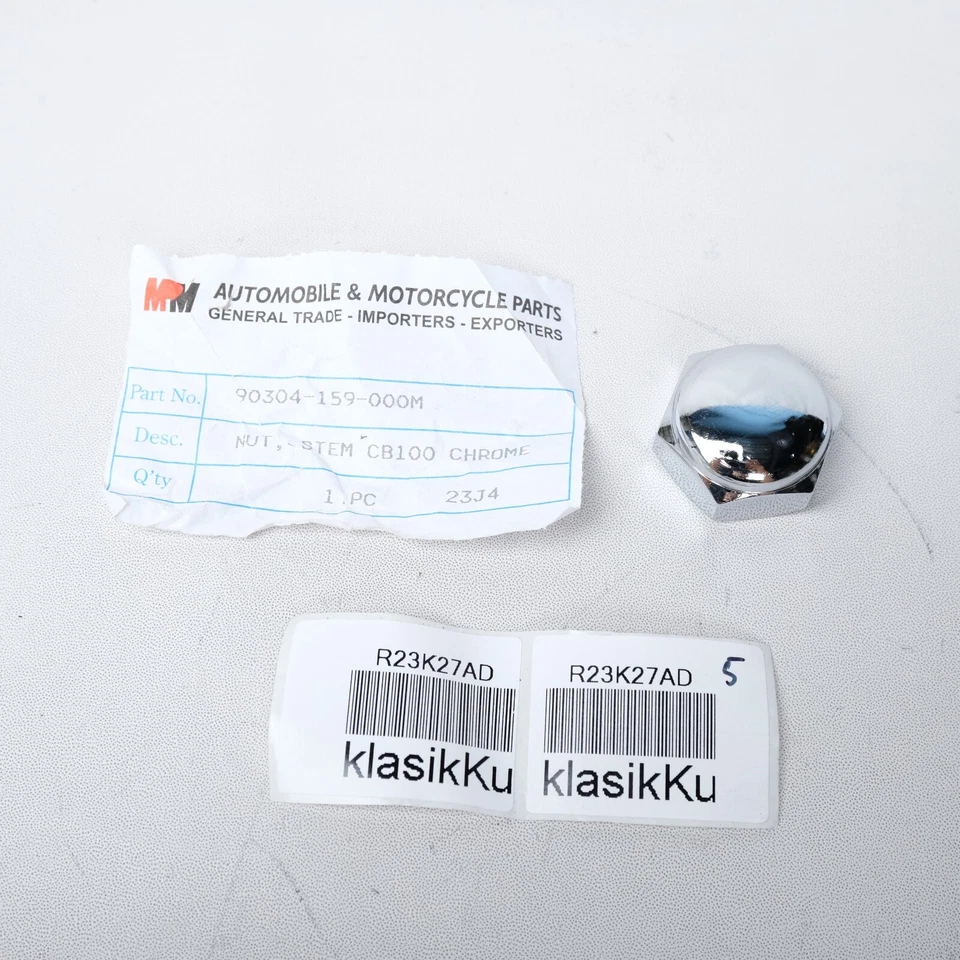 MM AUTOMOBILE & MOTORCYCLE PARTS
GENERAL TRADE - IMPORTERS - EXPORTERS
Part No. 90304-159-000M
Desc. NUT, STEM CB100 CHROME
Q'ty 1 PC 23J4
R23K27AD
klasikKu
R23K27AD 5
klasikKu